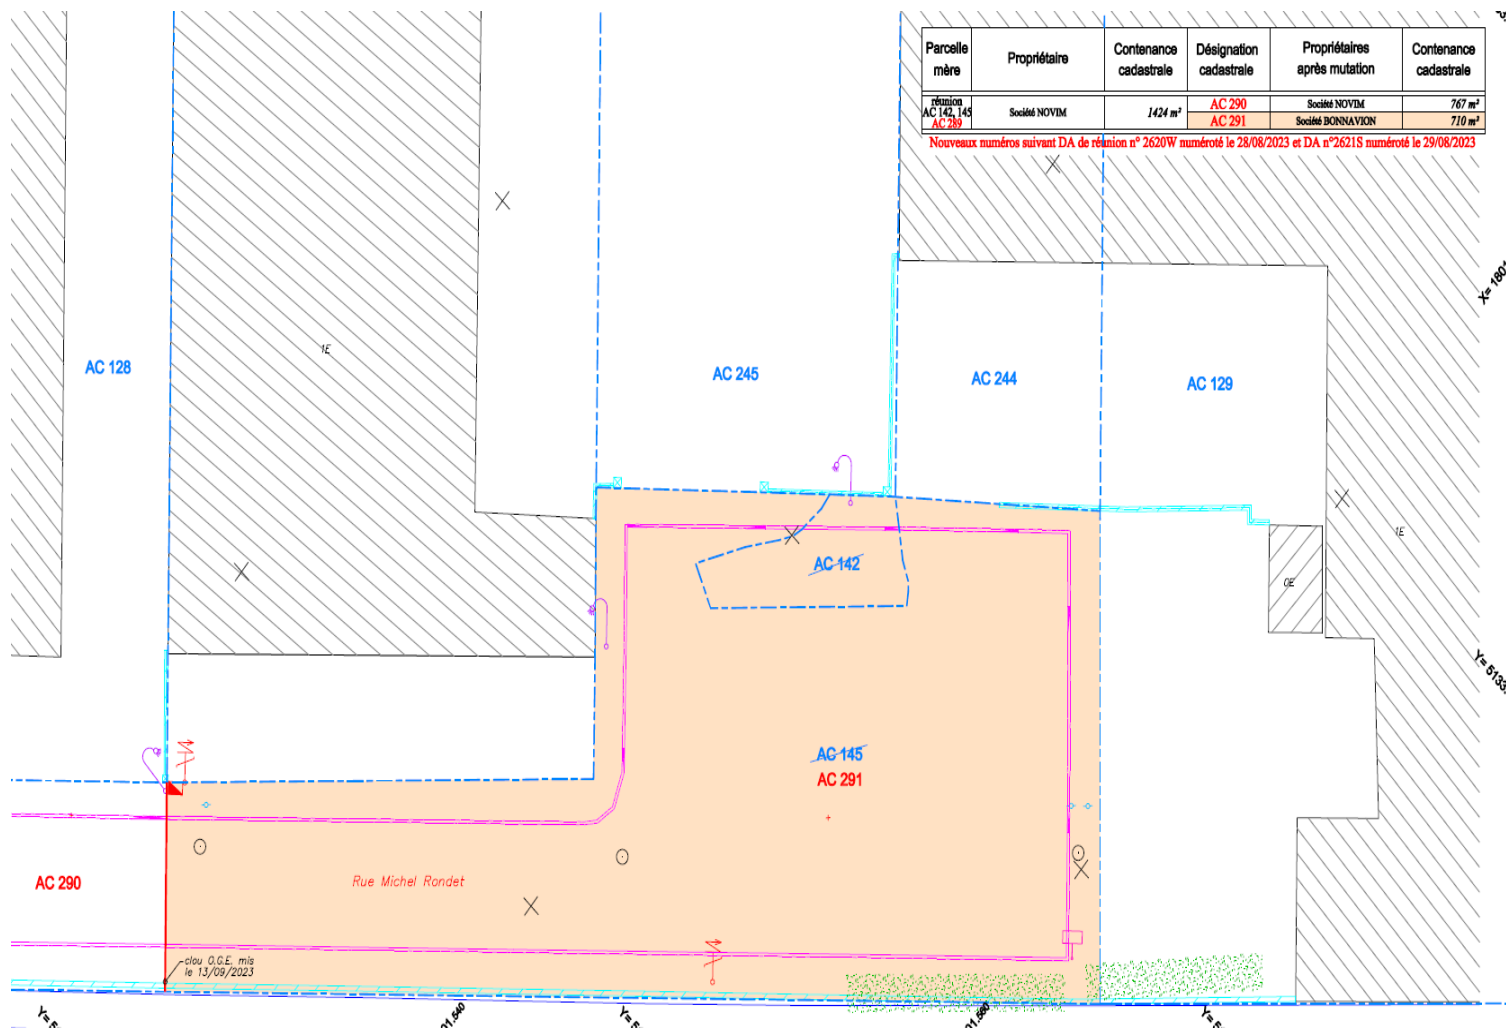 Parcelle mère
Propriétaire
Contenance cadastrale
Désignation cadastrale
Propriétaires après mutation
Contenance cadastrale
réunion
AC 142, 145
AC 289
Société NOVIM
1424 m²
AC 290
Société NOVIM
767 m²
AC 291
Société BONNAVION
710 m²
Nouveaux numéros suivant DA de réunion n° 2620W numéroté le 28/08/2023 et DA n°2621S numéroté le 29/08/2023
X= 1801
1E
AC 128
AC 245
AC 244
AC 129
1E
AC 142
0E
Y= 5133
AC 145
AC 291
AC 290
Rue Michel Rondet
clou O.G.E. mis
le 13/09/2023